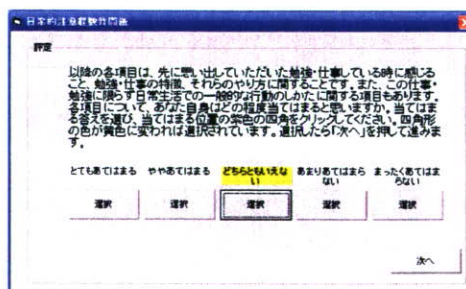 日常的注意経験質問紙
評定
以降の各項目は、先に思い出していただいた勉強・仕事している時に感じる
こと、勉強・仕事の特徴、それらのやり方に関することです。また、この仕事・
勉強に限らず日常生活での一般的な行動のしかたに関する項目もあります。
各項目について、あなた自身はどの程度当てはまると思いますか。当てはま
る答えを選び、当てはまる位置の紫色の四角をクリックしてください。四角形
の色が黄色に変われば選択されています。選択したら「次へ」を押して進みま
す。
とてもあてはまる ややあてはまる どちらともいえな
い あまりあてはまら
ない まったくあてはま
らない
選択 選択 選択 選択 選択
次へ